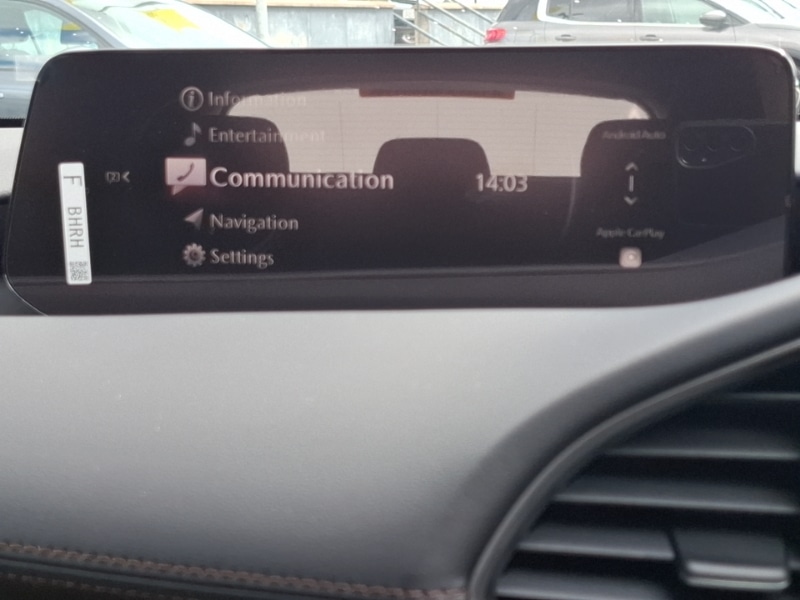 Information
Entertainment
Communication
Navigation
Settings
14:03
Android Auto
Apple CarPlay
F BHRH